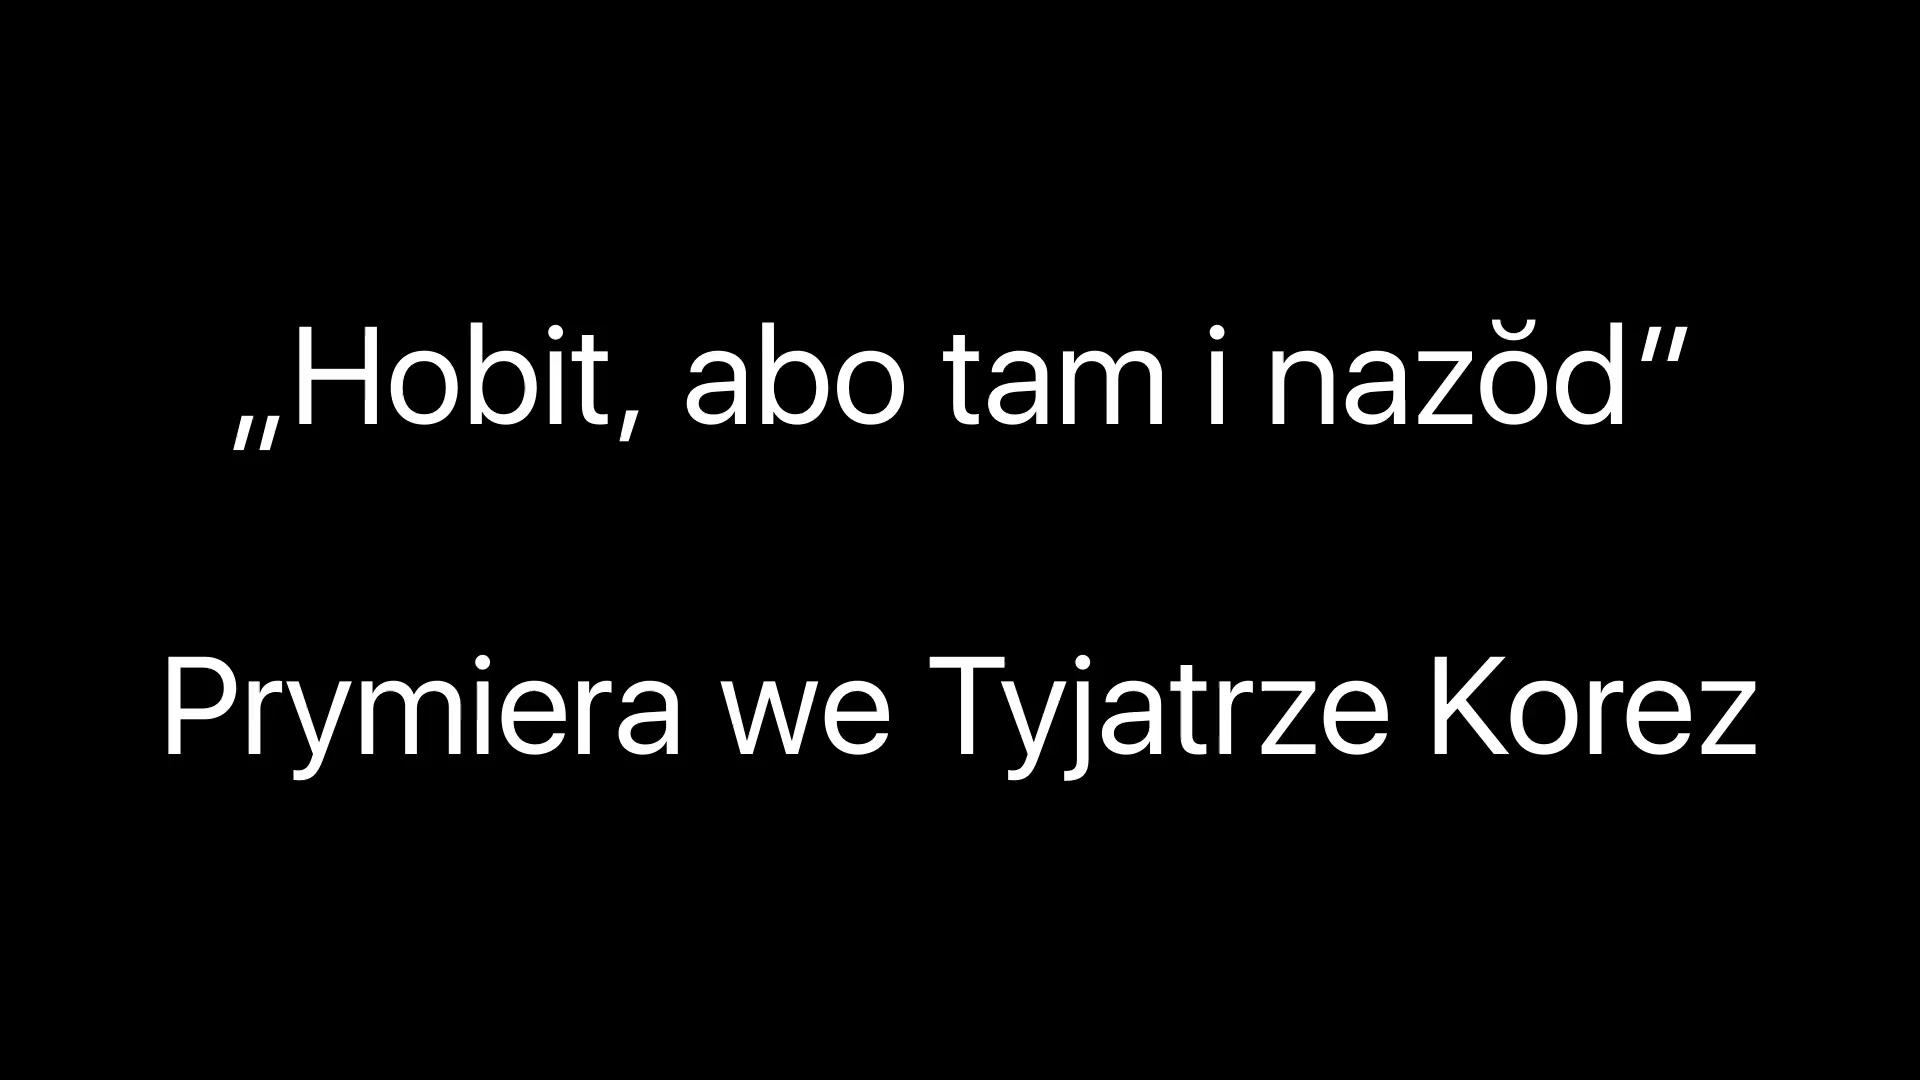 „Hobit, abo tam i nazŏd”
Prymiera we Tyjatrze Korez